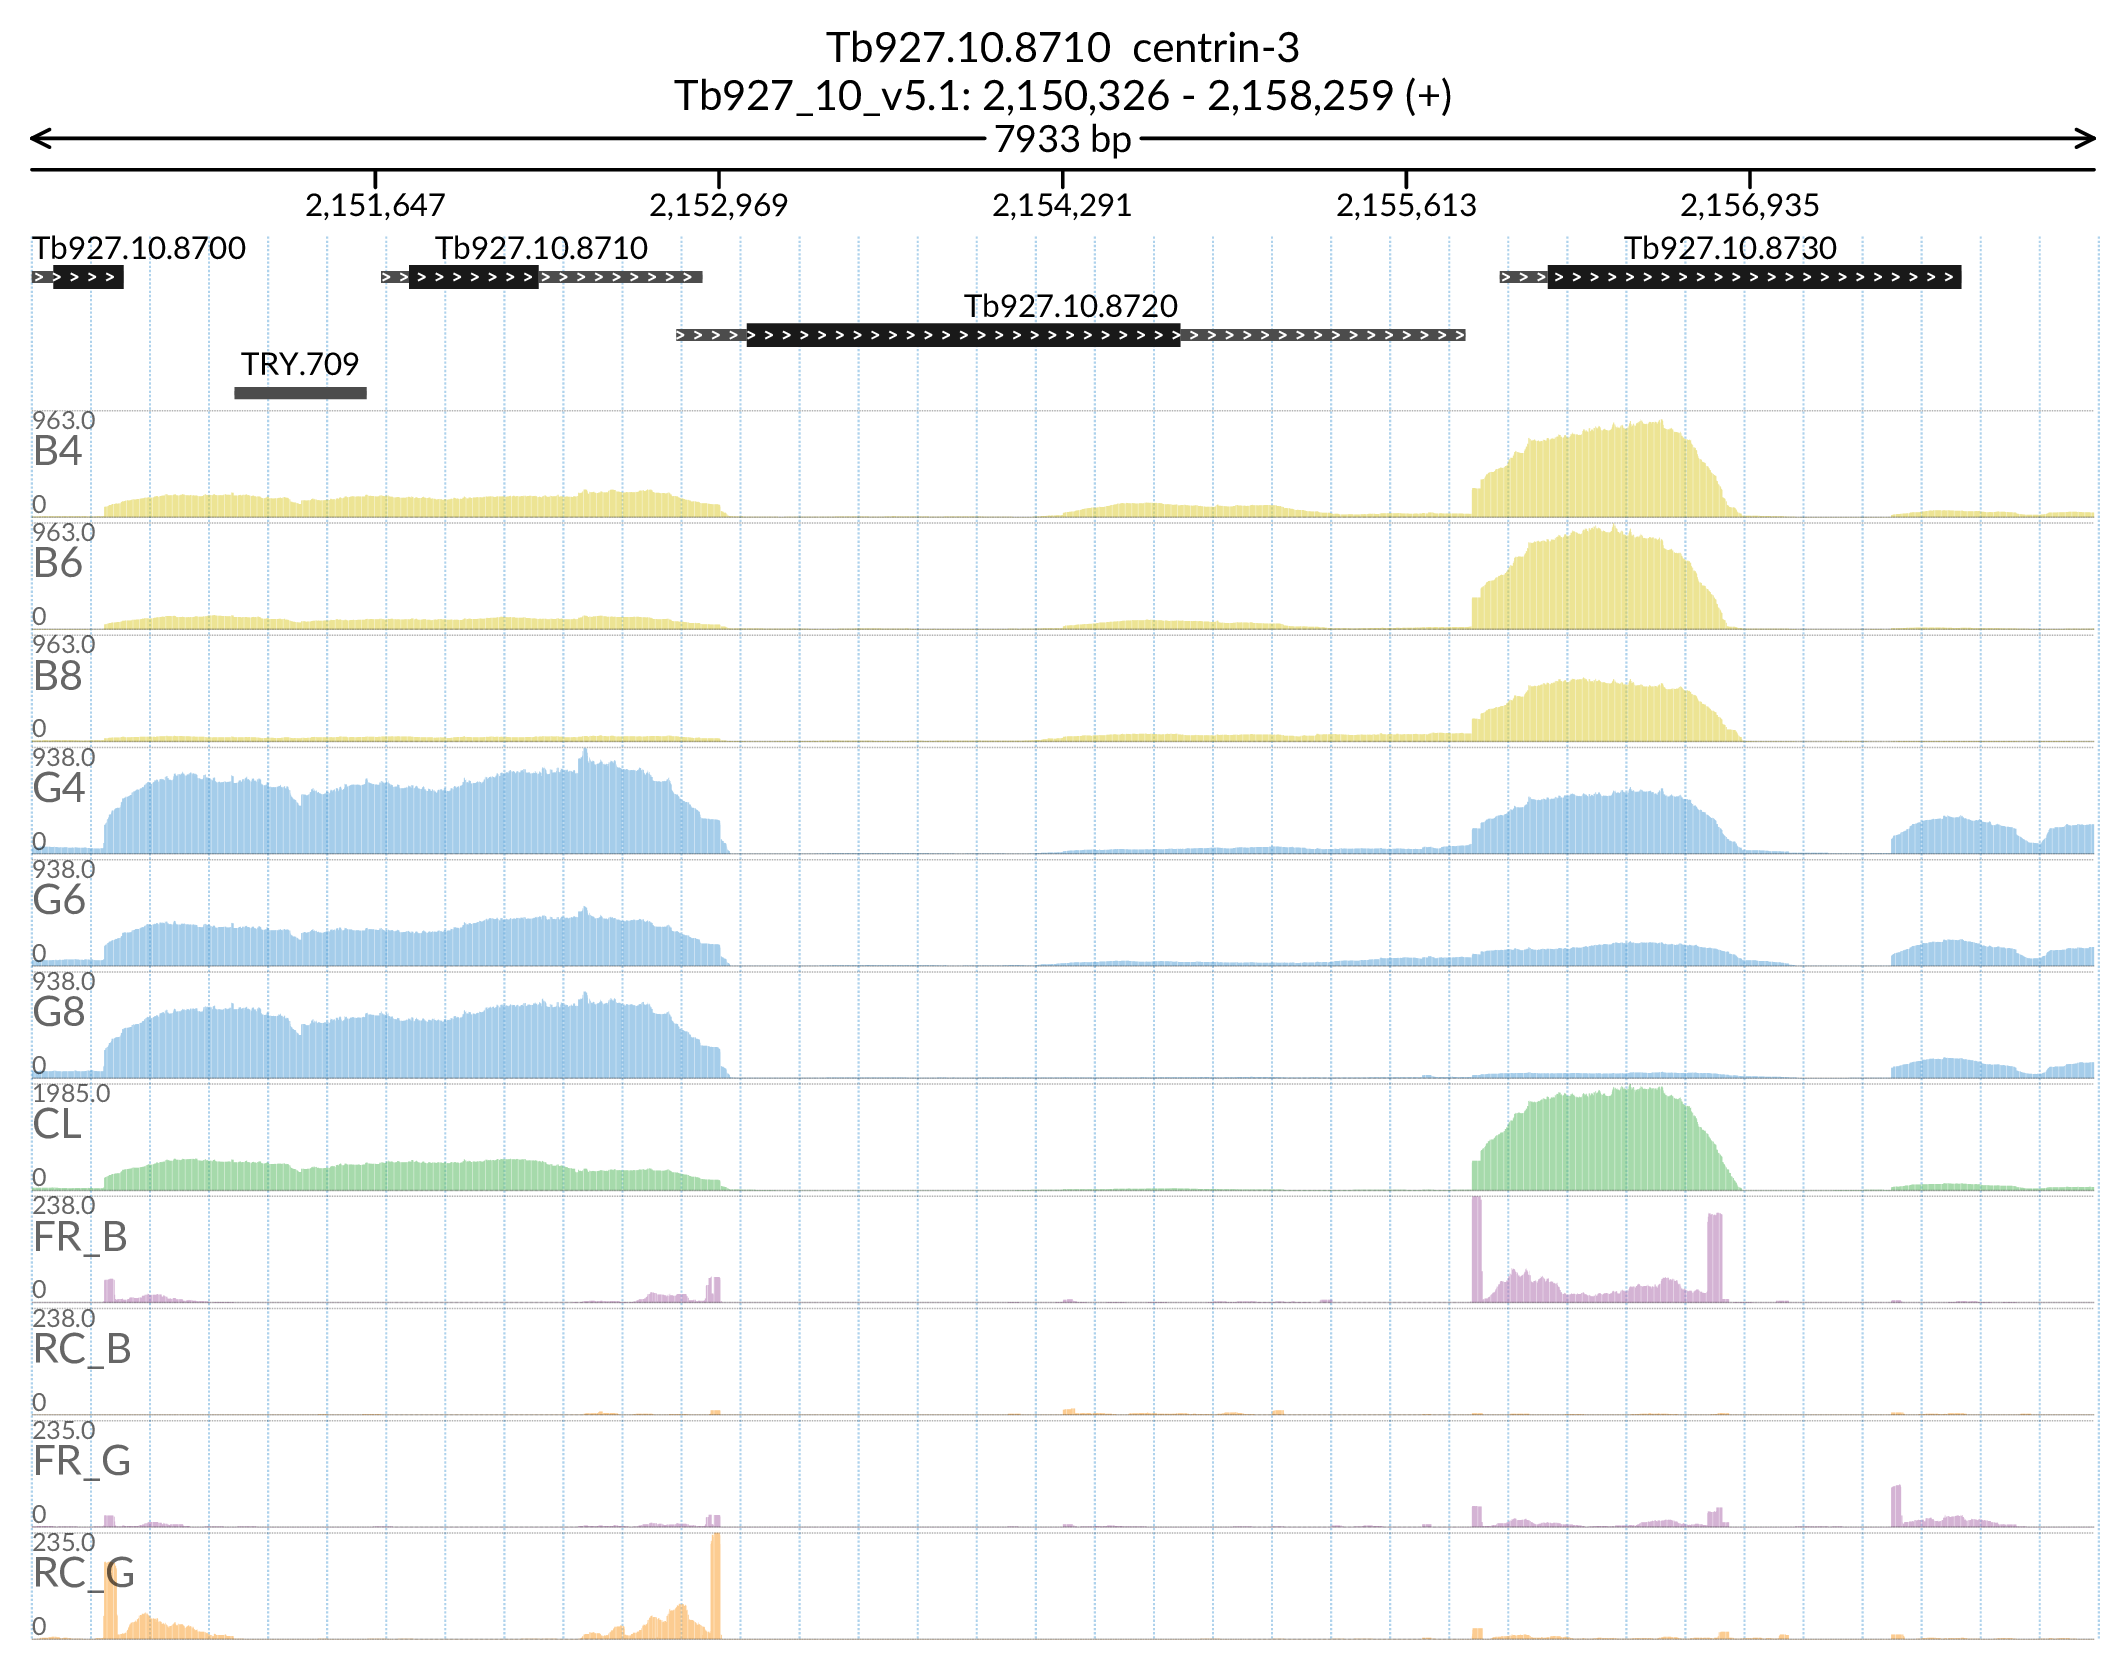 Tb927.10.8710 centrin-3
Tb927_10_v5.1: 2,150,326 - 2,158,259 (+)
7933 bp
2,151,647 2,152,969 2,154,291 2,155,613 2,156,935
Tb927.10.8700 Tb927.10.8710 Tb927.10.8730
Tb927.10.8720
TRY.709
963.0
B4
0
963.0
B6
0
963.0
B8
0
938.0
G4
0
938.0
G6
0
938.0
G8
0
1985.0
CL
0
238.0
FR_B
0
238.0
RC_B
0
235.0
FR_G
0
235.0
RC_G
0